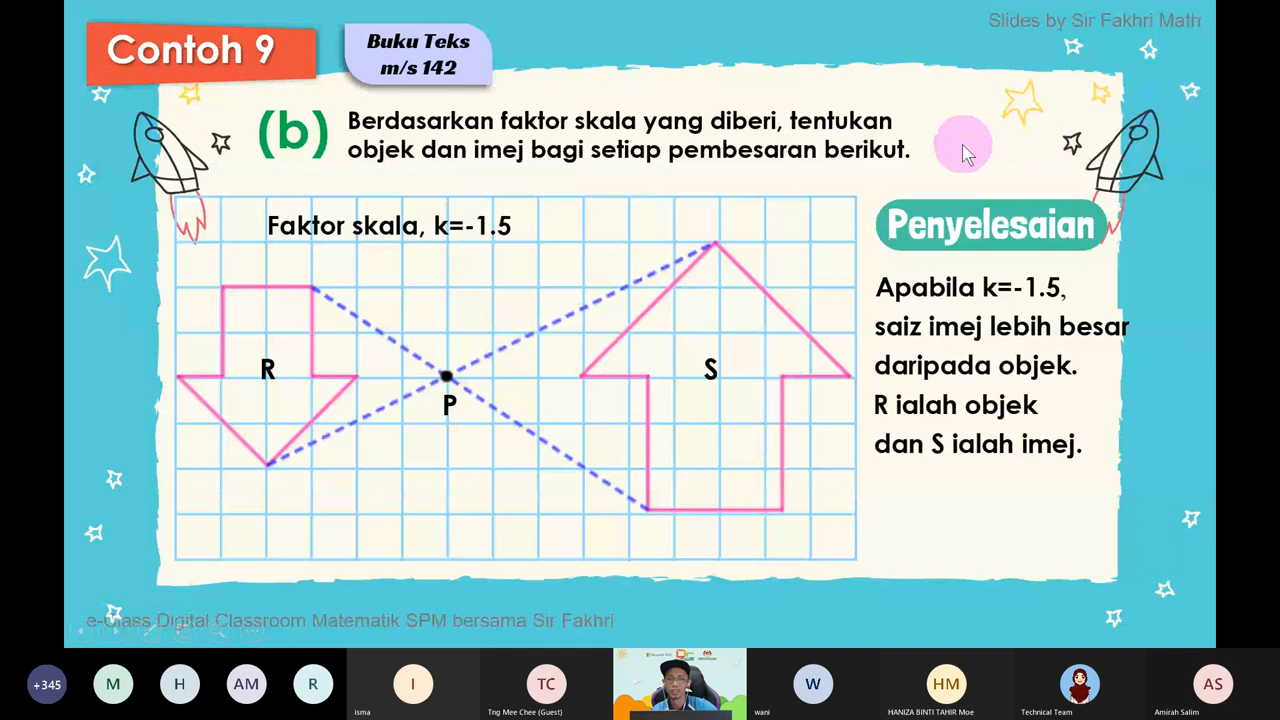 Slides by Sir Fakhri Math
Contoh 9
Buku Teks
m/s 142
(b)
Berdasarkan faktor skala yang diberi, tentukan
objek dan imej bagi setiap pembesaran berikut.
Faktor skala, k=-1.5
R
P
S
Penyelesaian
Apabila k=-1.5,
saiz imej lebih besar
daripada objek.
R ialah objek
dan S ialah imej.
e-Class Digital Classroom Matematik SPM bersama Sir Fakhri
+345
M
H
AM
R
I
TC
W
HM
AS
isma
Tng Mee Chee (Guest)
wani
HANIZA BINTI TAHIR Moe
Technical Team
Amirah Salim